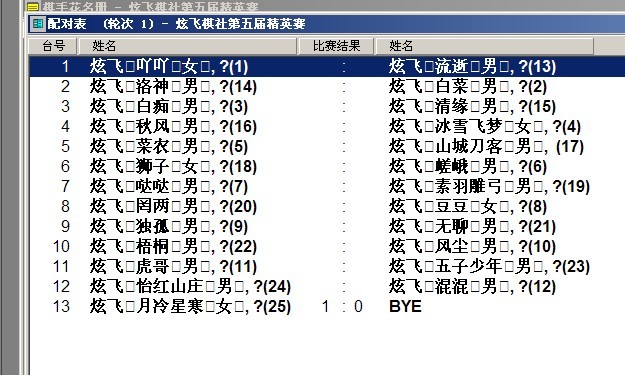 棋手花名册 - 炫飞棋社第五届精英赛
配对表 (轮次 1) - 炫飞棋社第五届精英赛
台号 姓名 比赛结果 姓名
1 炫飞□吖吖□女□, ?(1) : 炫飞□流逝□男□, ?(13)
2 炫飞□洛神□男□, ?(14) : 炫飞□白菜□男□, ?(2)
3 炫飞□白痴□男□, ?(3) : 炫飞□清缘□男□, ?(15)
4 炫飞□秋风□男□, ?(16) : 炫飞□冰雪飞梦□女□, ?(4)
5 炫飞□菜农□男□, ?(5) : 炫飞□山城刀客□男□, (17)
6 炫飞□狮子□女□, ?(18) : 炫飞□嵯峨□男□, ?(6)
7 炫飞□哒哒□男□, ?(7) : 炫飞□素羽雕弓□男□, ?(19)
8 炫飞□罔两□男□, ?(20) : 炫飞□豆豆□女□, ?(8)
9 炫飞□独孤□男□, ?(9) : 炫飞□无聊□男□, ?(21)
10 炫飞□梧桐□男□, ?(22) : 炫飞□风尘□男□, ?(10)
11 炫飞□虎哥□男□, ?(11) : 炫飞□五子少年□男□, ?(23)
12 炫飞□怡红山庄□男□, ?(24) : 炫飞□混混□男□, ?(12)
13 炫飞□月冷星寒□女□, ?(25) 1 : 0 BYE